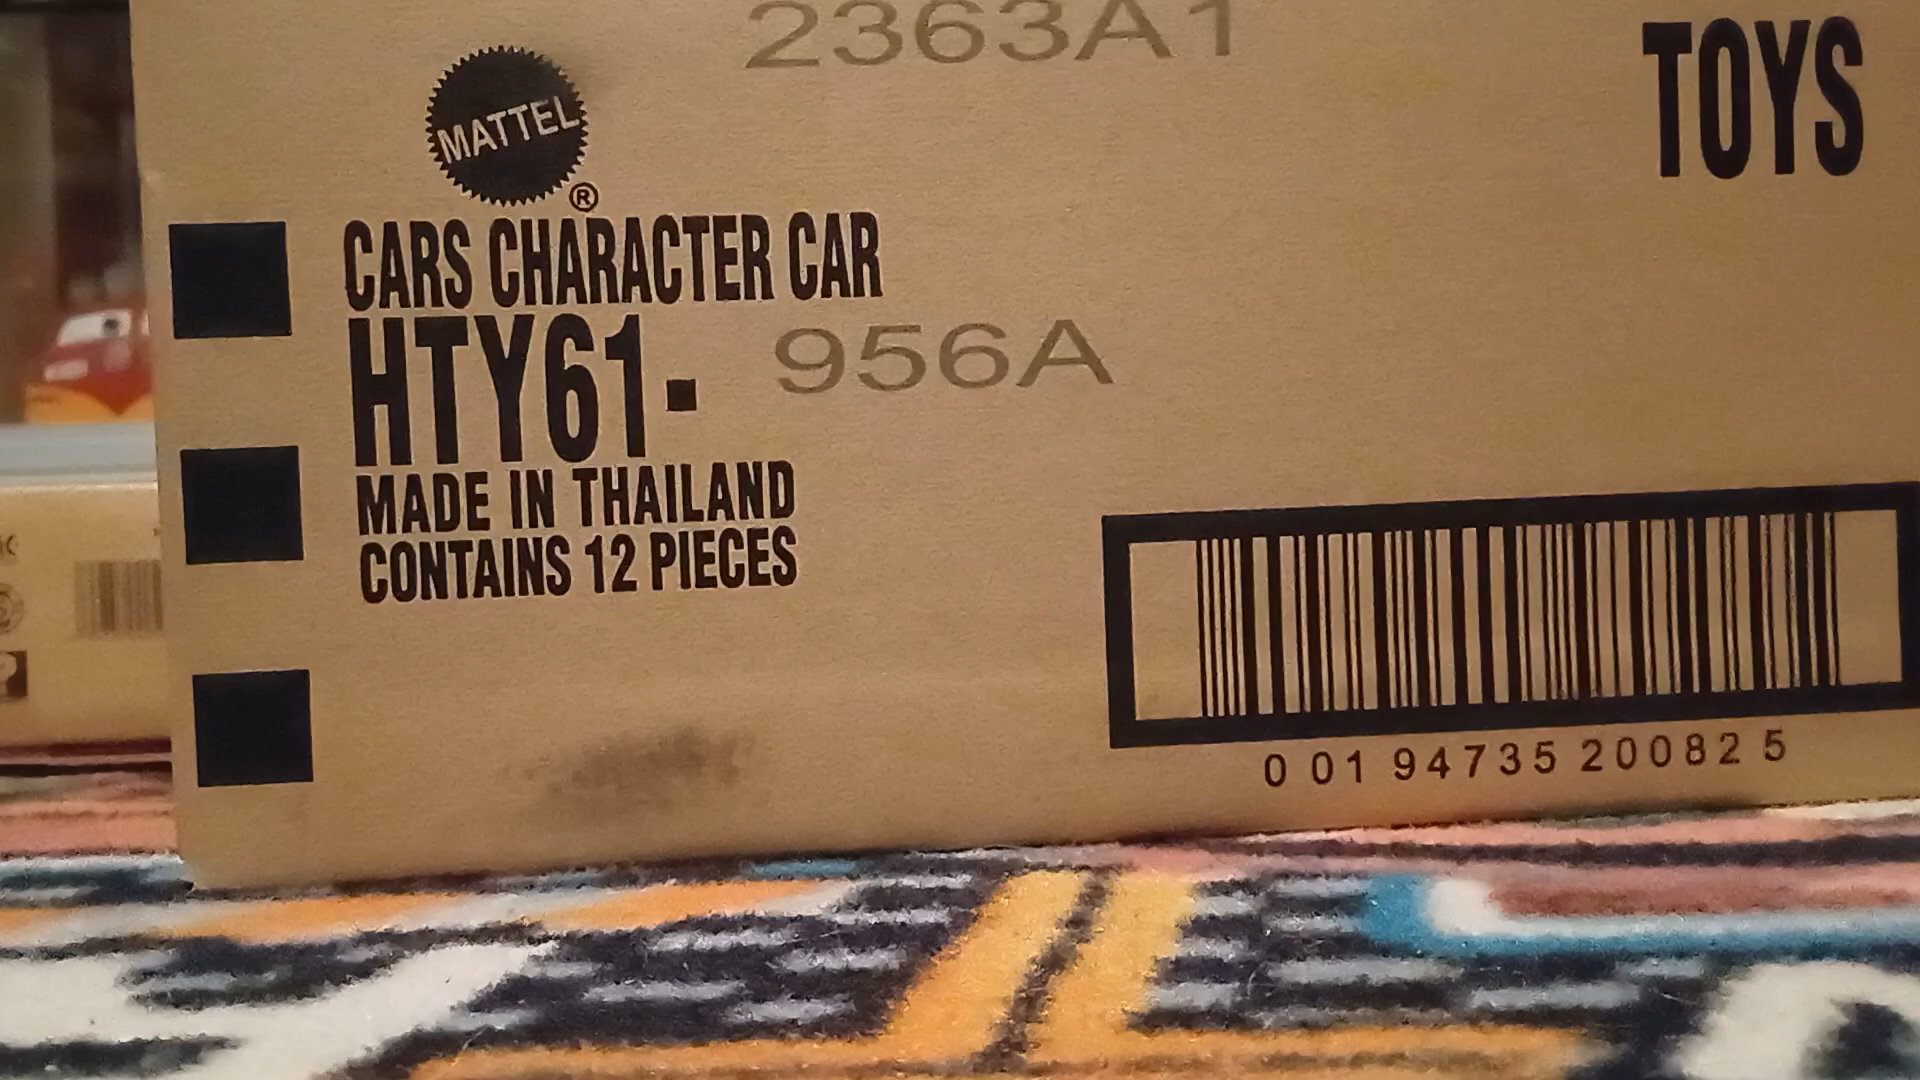 2363A1
TOYS
MATTEL
®
CARS CHARACTER CAR
HTY61- 956A
MADE IN THAILAND
CONTAINS 12 PIECES
0 01 94735 20082 5